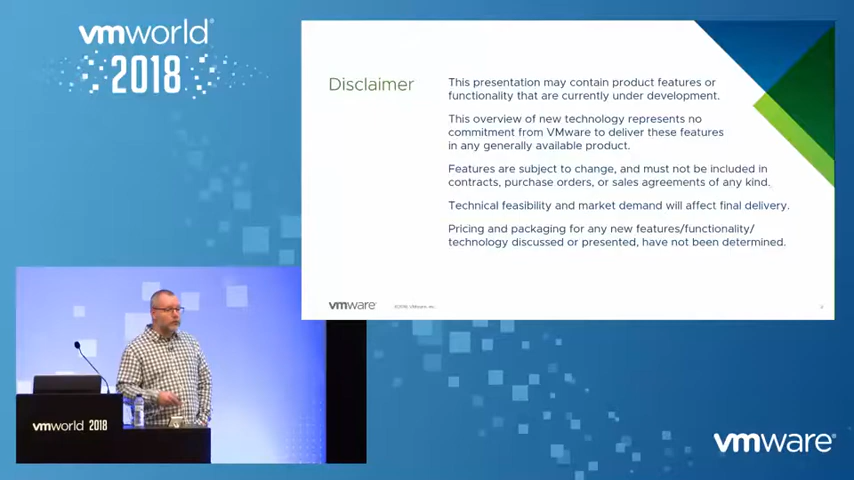 vmworld
2018
Disclaimer
This presentation may contain product features or
functionality that are currently under development.
This overview of new technology represents no
commitment from VMware to deliver these features
in any generally available product.
Features are subject to change, and must not be included in
contracts, purchase orders, or sales agreements of any kind.
Technical feasibility and market demand will affect final delivery.
Pricing and packaging for any new features/functionality/
technology discussed or presented, have not been determined.
vmware
©2018 VMware, Inc.
vmworld 2018
vmware